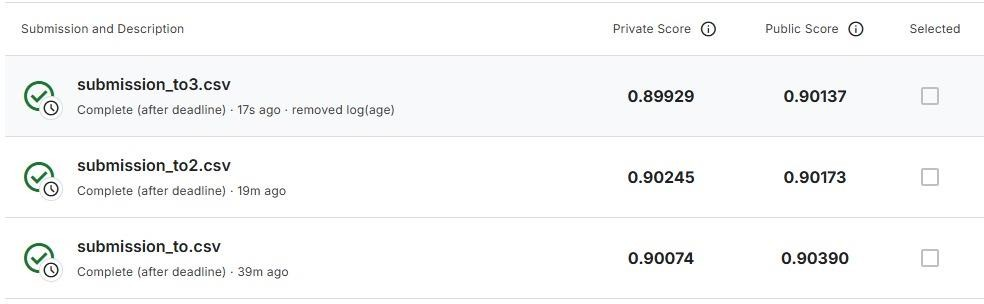 Submission and Description Private Score Public Score Selected
submission_to3.csv
Complete (after deadline) · 17s ago · removed log(age)
0.89929 0.90137
submission_to2.csv
Complete (after deadline) · 19m ago
0.90245 0.90173
submission_to.csv
Complete (after deadline) · 39m ago
0.90074 0.90390